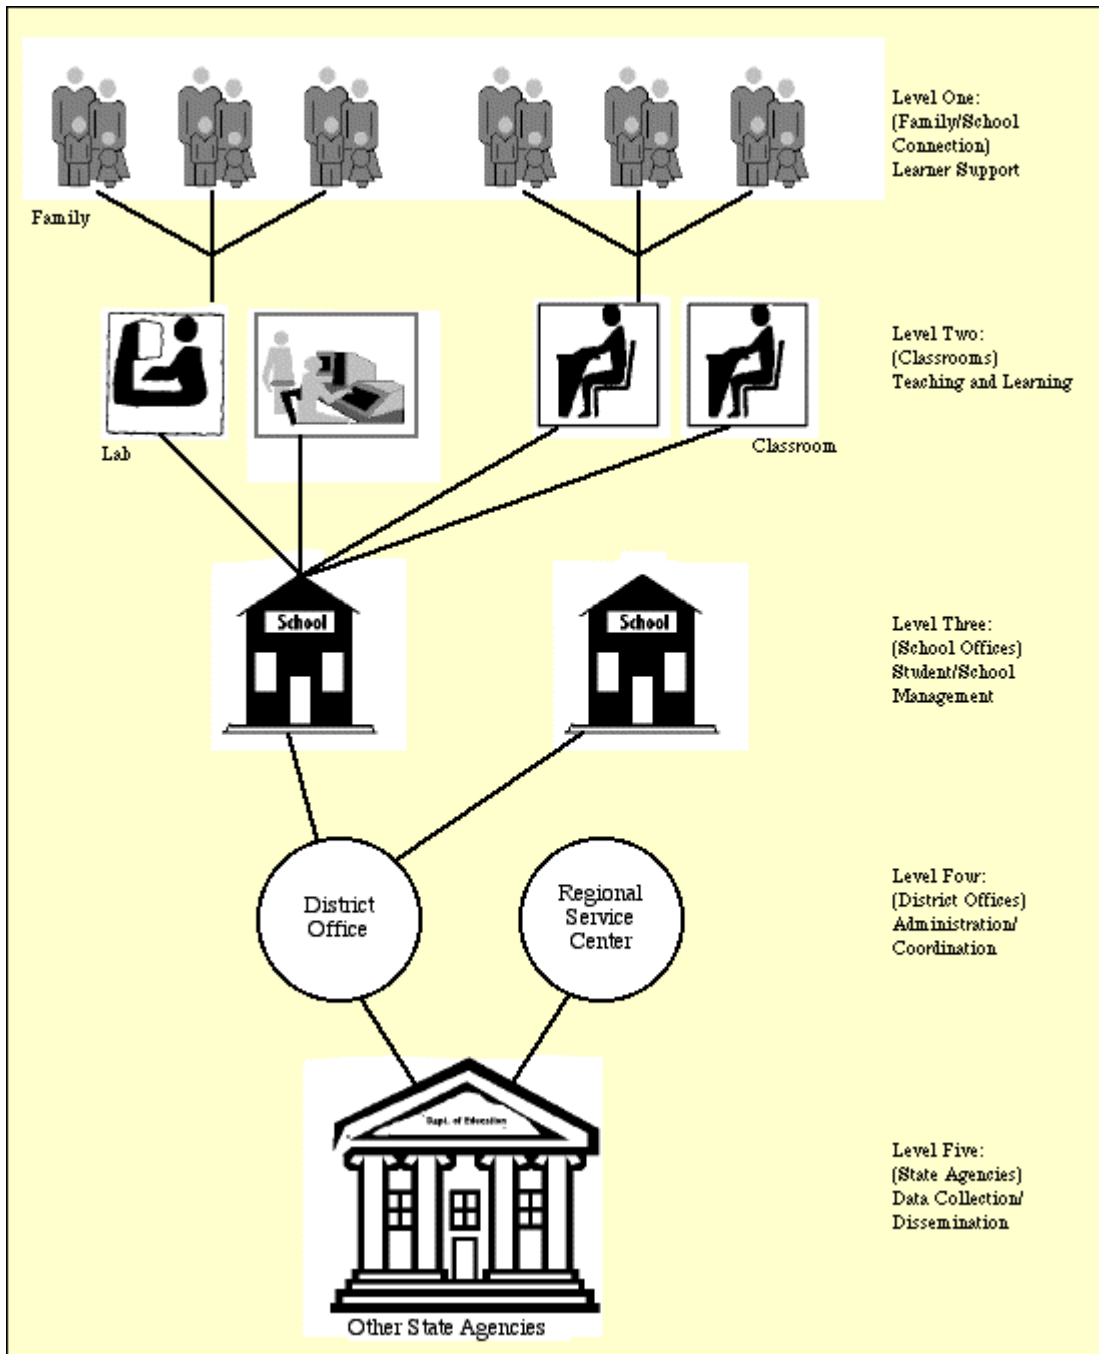 Level One:
(Family/School
Connection)
Learner Support
Family
Level Two:
(Classrooms)
Teaching and Learning
Lab
Classroom
School
School
Level Three:
(School Offices)
Student/School
Management
District
Office
Regional
Service
Center
Level Four:
(District Offices)
Administration/
Coordination
Dept. of Education
Level Five:
(State Agencies)
Data Collection/
Dissemination
Other State Agencies